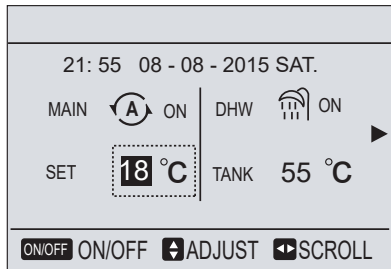 21: 55 08 - 08 - 2015 SAT.
MAIN A ON DHW ON
SET 18 °C TANK 55 °C
ON/OFF ON/OFF ADJUST SCROLL